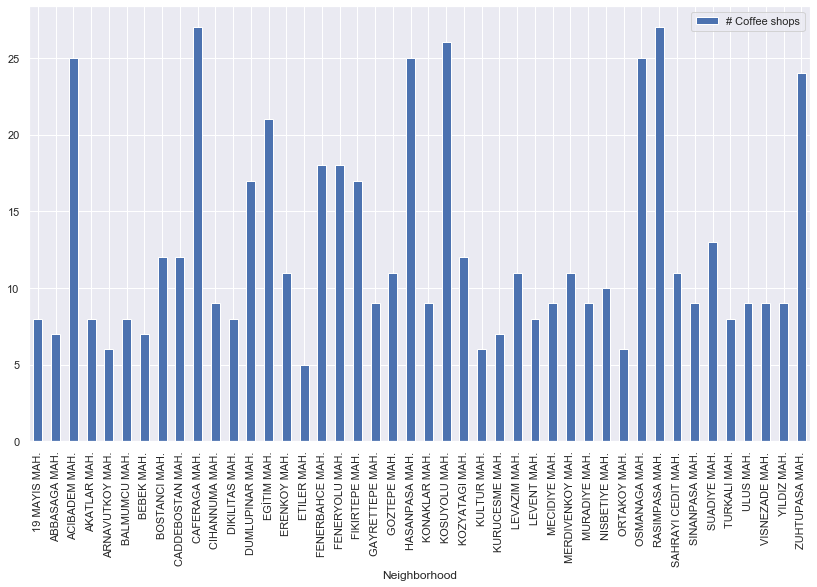 # Coffee shops
25
20
15
10
5
0
19 MAYIS MAH.
ABBASAGA MAH.
ACIBADEM MAH.
AKATLAR MAH.
ARNAVUTKOY MAH.
BALMUMCU MAH.
BEBEK MAH.
BOSTANCI MAH.
CADDEBOSTAN MAH.
CAFERAGA MAH.
CIHANNUMA MAH.
DIKILITAS MAH.
DUMLUPINAR MAH.
EGİTIM MAH.
ERENKOY MAH.
ETILER MAH.
FENERBAHCE MAH.
FENERYOLU MAH.
FIKIRTEPE MAH.
GAYRETTEPE MAH.
GOZTEPE MAH.
HASANPASA MAH.
KONAKLAR MAH.
KOSUYOLU MAH.
KOZYATAGI MAH.
KULTUR MAH.
KURUCESME MAH.
LEVAZIM MAH.
LEVENT MAH.
MECIDIYE MAH.
MERDIVENKOY MAH.
MURADIYE MAH.
NISBETIYE MAH.
ORTAKOY MAH.
OSMANAGA MAH.
RASIMPASA MAH.
SAHRAYI CEDIT MAH.
SINANPASA MAH.
SUADIYE MAH.
TURKALI MAH.
ULUS MAH.
VISNEZADE MAH.
YILDIZ MAH.
ZUHTUPASA MAH.
Neighborhood